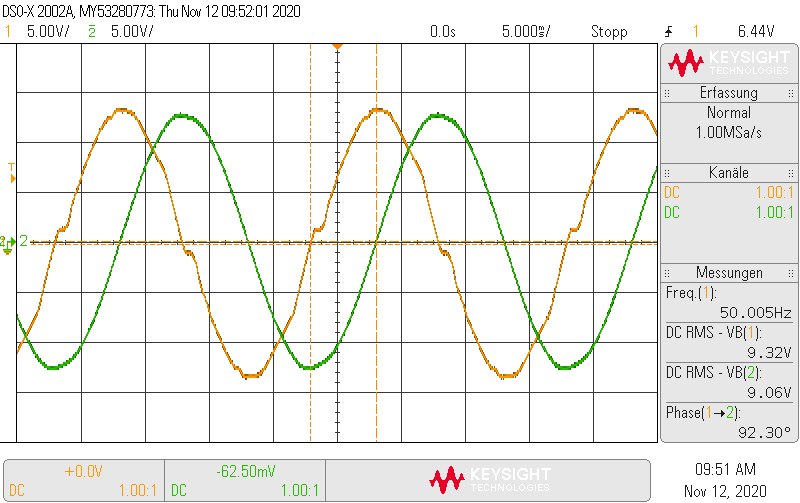 DSO-X 2002A, MY53280773: Thu Nov 12 09:52:01 2020
1 5.00V/ 2 5.00V/ 0.0s 5.000ms/ Stopp 1 6.44V
KEYSIGHT
TECHNOLOGIES
Erfassung
Normal
1.00MSa/s
Kanäle
DC 1.00:1
DC 1.00:1
Messungen
Freq.(1):
50.005Hz
DC RMS - VB(1):
9.32V
DC RMS - VB(2):
9.06V
Phase(1→2):
92.30°
T
2 2
+0.0V
DC 1.00:1
-62.50mV
DC 1.00:1
KEYSIGHT
TECHNOLOGIES
09:51 AM
Nov 12, 2020